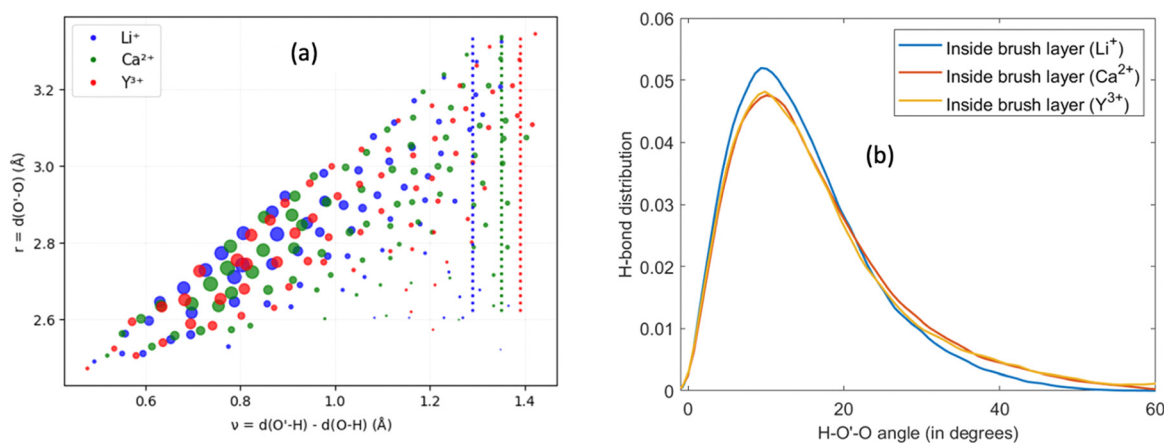 (a)
Li⁺
Ca²⁺
Y³⁺
r = d(O'-O) (Å)
3.2
3.0
2.8
2.6
0.6 0.8 1.0 1.2 1.4
ν = d(O'-H) - d(O-H) (Å)
(b)
Inside brush layer (Li⁺)
Inside brush layer (Ca²⁺)
Inside brush layer (Y³⁺)
H-bond distribution
0.06
0.05
0.04
0.03
0.02
0.01
0
0 20 40 60
H-O'-O angle (in degrees)